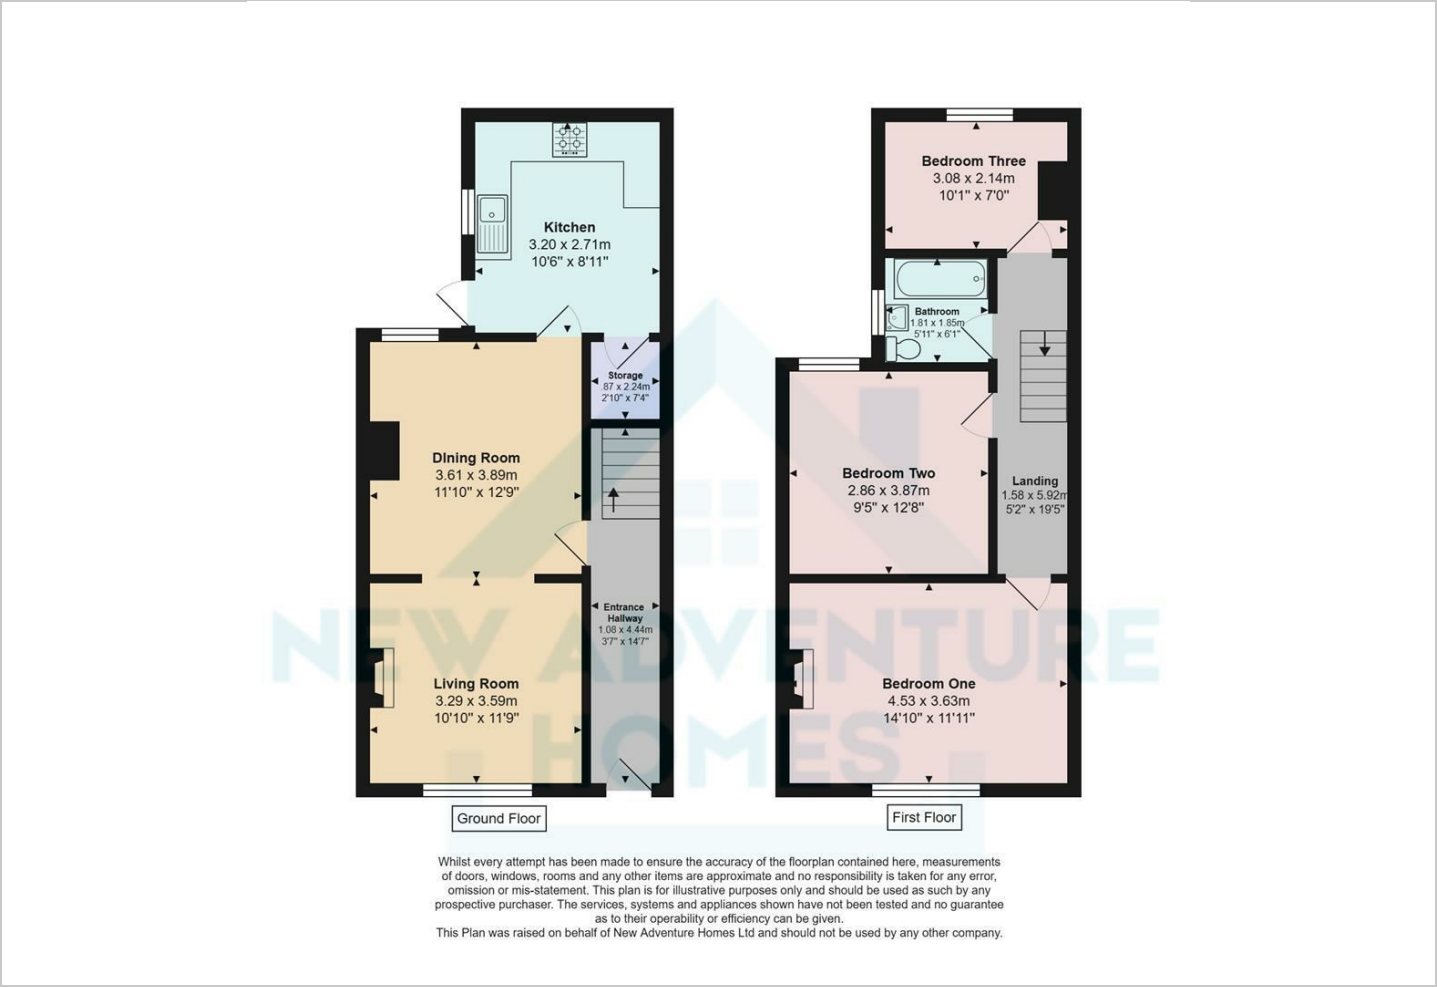 Kitchen
3.20 x 2.71m
10'6" x 8'11"
Storage
.87 x 2.24m
2'10" x 7'4"
DIning Room
3.61 x 3.89m
11'10" x 12'9"
Entrance
Hallway
1.08 x 4.44m
3'7" x 14'7"
Living Room
3.29 x 3.59m
10'10" x 11'9"
Ground Floor
Bedroom Three
3.08 x 2.14m
10'1" x 7'0"
Bathroom
1.81 x 1.85m
5'11" x 6'1"
Bedroom Two
2.86 x 3.87m
9'5" x 12'8"
Landing
1.58 x 5.92m
5'2" x 19'5"
Bedroom One
4.53 x 3.63m
14'10" x 11'11"
First Floor
NEW ADVENTURE
HOMES
Whilst every attempt has been made to ensure the accuracy of the floorplan contained here, measurements
of doors, windows, rooms and any other items are approximate and no responsibility is taken for any error,
omission or mis-statement. This plan is for illustrative purposes only and should be used as such by any
prospective purchaser. The services, systems and appliances shown have not been tested and no guarantee
as to their operability or efficiency can be given.
This Plan was raised on behalf of New Adventure Homes Ltd and should not be used by any other company.